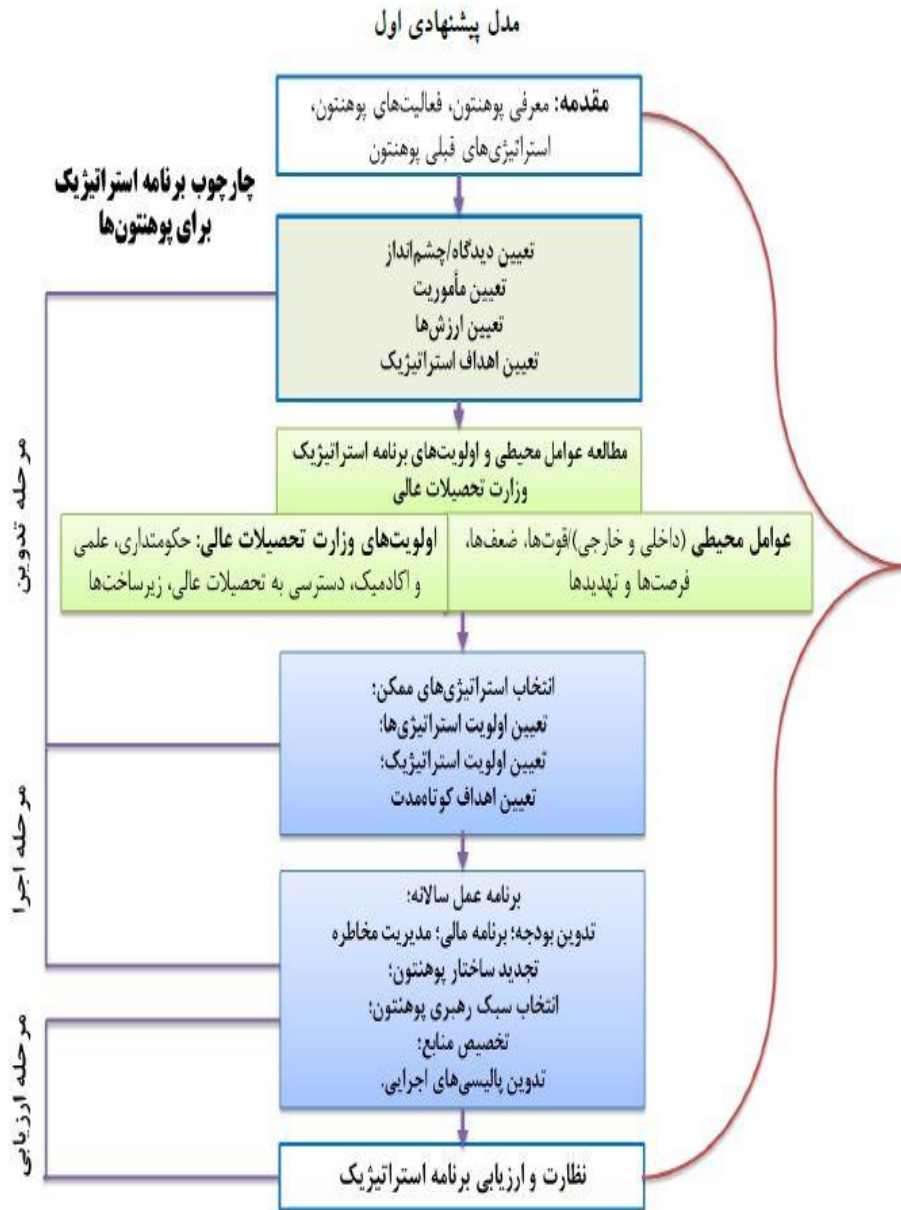 مدل پیشنهادی اول
مقدمه: معرفی پوهنتون، فعالیت‌های پوهنتون،
استراتیژی‌های قبلی پوهنتون
چارچوب برنامه استراتیژیک
برای پوهنتون‌ها
تعیین دیدگاه/چشم‌انداز
تعیین مأموریت
تعیین ارزش‌ها
تعیین اهداف استراتیژیک
مطالعه عوامل محیطی و اولویت‌های برنامه استراتیژیک
وزارت تحصیلات عالی
عوامل محیطی (داخلی و خارجی)/قوت‌ها، ضعف‌ها،
فرصت‌ها و تهدیدها
اولویت‌های وزارت تحصیلات عالی: حکومتداری، علمی
و اکادمیک، دسترسی به تحصیلات عالی، زیرساخت‌ها
مرحله تدوین
انتخاب استراتیژی‌های ممکن؛
تعیین اولویت استراتیژی‌ها؛
تعیین اولویت استراتیژیک؛
تعیین اهداف کوتاه‌مدت
مرحله اجرا
برنامه عمل سالانه؛
تدوین بودجه؛ برنامه مالی؛ مدیریت مخاطره
تجدید ساختار پوهنتون؛
انتخاب سبک رهبری پوهنتون؛
تخصیص منابع؛
تدوین پالیسی‌های اجرایی.
مرحله ارزیابی
نظارت و ارزیابی برنامه استراتیژیک